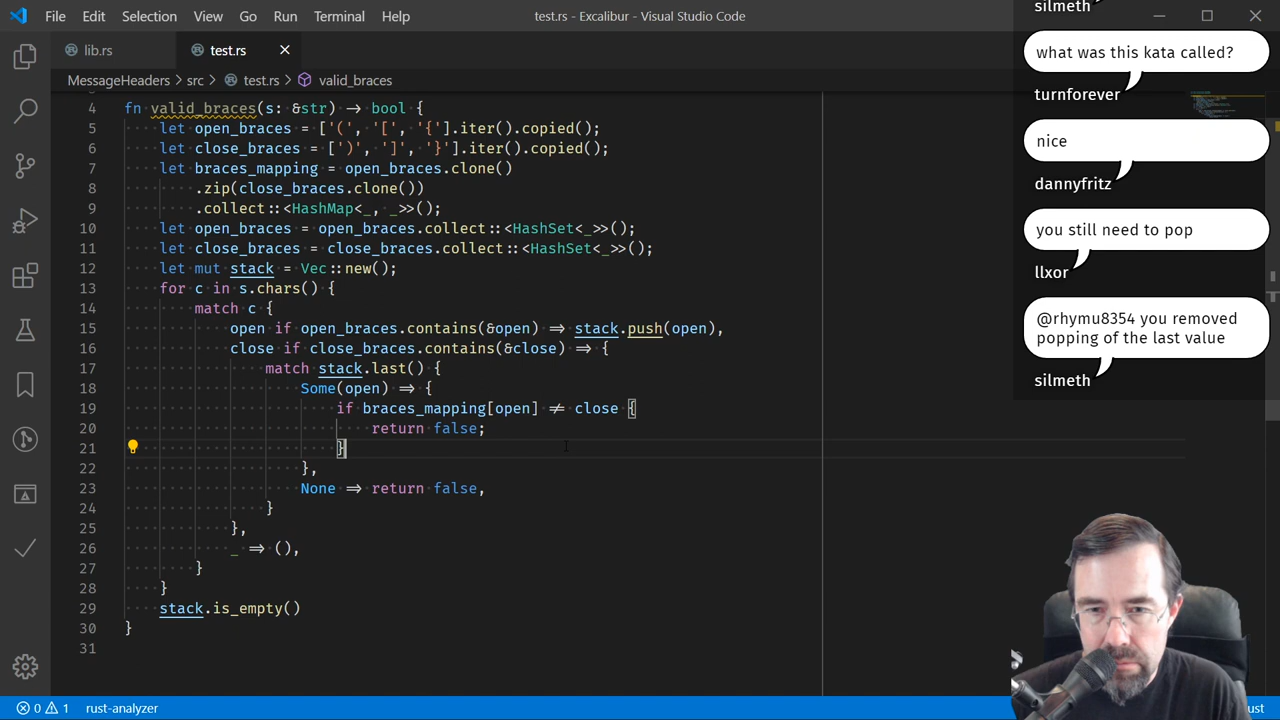 File Edit Selection View Go Run Terminal Help
test.rs - Excalibur - Visual Studio Code
lib.rs
test.rs
MessageHeaders › src › test.rs › valid_braces
4 fn valid_braces(s: &str) → bool {
5 let open_braces = ['(', '[', '{'].iter().copied();
6 let close_braces = [')', ']', '}'].iter().copied();
7 let braces_mapping = open_braces.clone()
8 .zip(close_braces.clone())
9 .collect::<HashMap<_, _>>();
10 let open_braces = open_braces.collect::<HashSet<_>>();
11 let close_braces = close_braces.collect::<HashSet<_>>();
12 let mut stack = Vec::new();
13 for c in s.chars() {
14 match c {
15 open if open_braces.contains(&open) ⇒ stack.push(open),
16 close if close_braces.contains(&close) ⇒ {
17 match stack.last() {
18 Some(open) ⇒ {
19 if braces_mapping[open] ≠ close {
20 return false;
21 }
22 },
23 None ⇒ return false,
24 }
25 },
26 _ ⇒ (),
27 }
28 }
29 stack.is_empty()
30 }
31
silmeth
what was this kata called?
turnforever
nice
dannyfritz
you still need to pop
llxor
@rhymu8354 you removed
popping of the last value
silmeth
0 1 rust-analyzer
ust